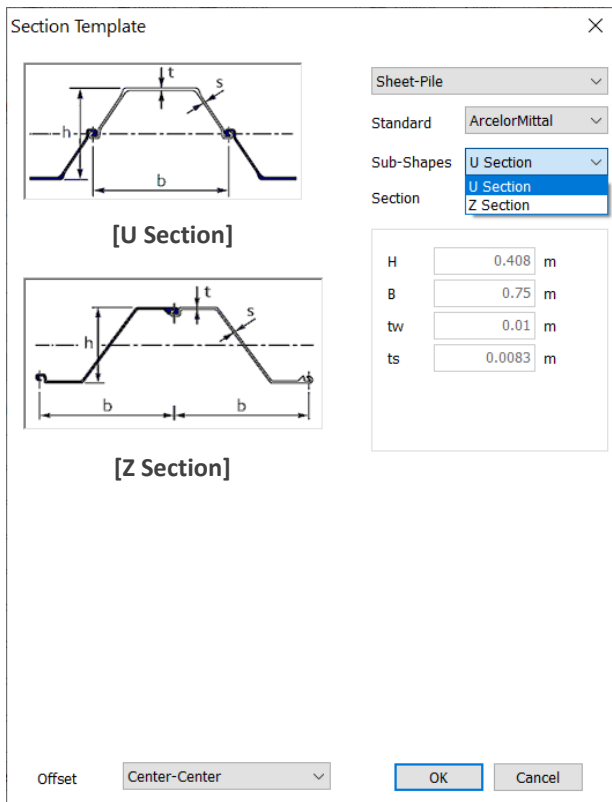 Section Template
t
s
h
b
[U Section]
t
s
h
b
b
[Z Section]
Sheet-Pile
Standard
ArcelorMittal
Sub-Shapes
U Section
U Section
Z Section
Section
H
0.408
m
B
0.75
m
tw
0.01
m
ts
0.0083
m
Offset
Center-Center
OK
Cancel